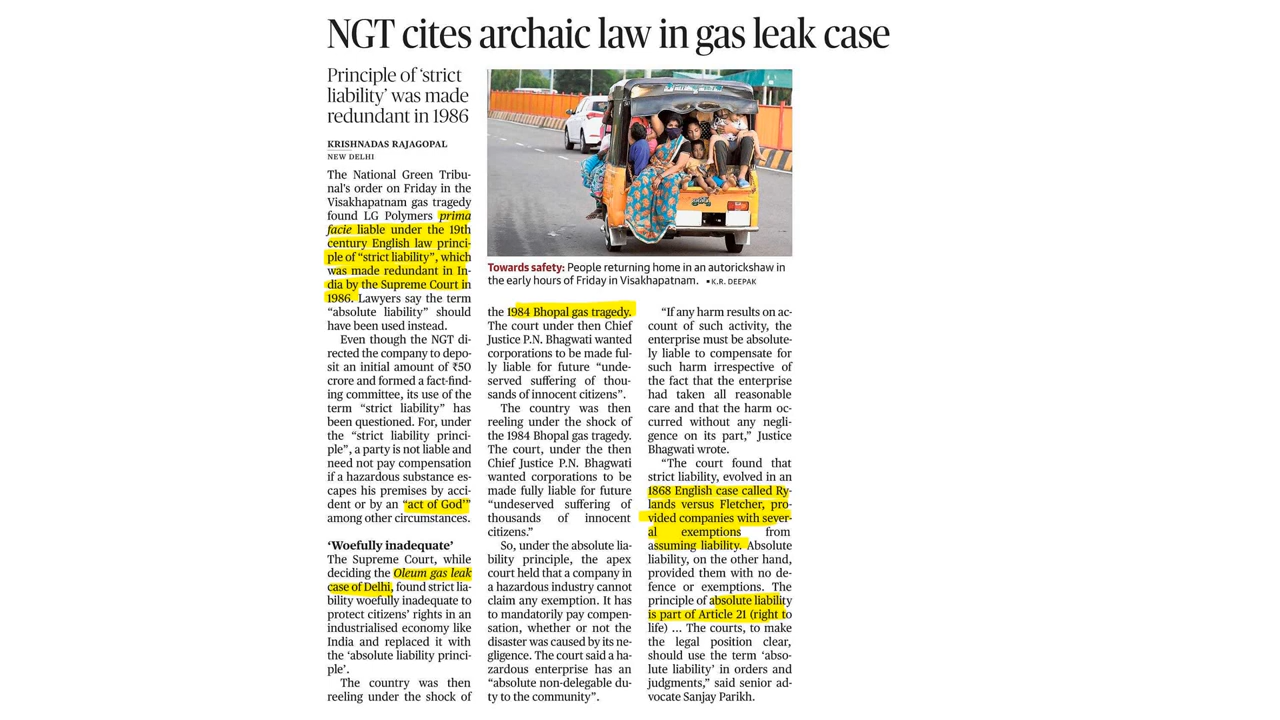 NGT cites archaic law in gas leak case
Principle of ‘strict
liability’ was made
redundant in 1986
KRISHNADAS RAJAGOPAL
NEW DELHI
The National Green Tribu-
nal’s order on Friday in the
Visakhapatnam gas tragedy
found LG Polymers prima
facie liable under the 19th
century English law princi-
ple of “strict liability”, which
was made redundant in In-
dia by the Supreme Court in
1986. Lawyers say the term
“absolute liability” should
have been used instead.
Even though the NGT di-
rected the company to depo-
sit an initial amount of ₹50
crore and formed a fact-find-
ing committee, its use of the
term “strict liability” has
been questioned. For, under
the “strict liability princi-
ple”, a party is not liable and
need not pay compensation
if a hazardous substance es-
capes his premises by acci-
dent or by an “act of God’”
among other circumstances.
‘Woefully inadequate’
The Supreme Court, while
deciding the Oleum gas leak
case of Delhi, found strict lia-
bility woefully inadequate to
protect citizens’ rights in an
industrialised economy like
India and replaced it with
the ‘absolute liability princi-
ple’.
The country was then
reeling under the shock of
Towards safety: People returning home in an autorickshaw in
the early hours of Friday in Visakhapatnam. ▪ K.R. DEEPAK
the 1984 Bhopal gas tragedy.
The court under then Chief
Justice P.N. Bhagwati wanted
corporations to be made ful-
ly liable for future “unde-
served suffering of thou-
sands of innocent citizens”.
The country was then
reeling under the shock of
the 1984 Bhopal gas tragedy.
The court, under the then
Chief Justice P.N. Bhagwati
wanted corporations to be
made fully liable for future
“undeserved suffering of
thousands of innocent
citizens.”
So, under the absolute lia-
bility principle, the apex
court held that a company in
a hazardous industry cannot
claim any exemption. It has
to mandatorily pay compen-
sation, whether or not the
disaster was caused by its ne-
gligence. The court said a ha-
zardous enterprise has an
“absolute non-delegable du-
ty to the community”.
“If any harm results on ac-
count of such activity, the
enterprise must be absolute-
ly liable to compensate for
such harm irrespective of
the fact that the enterprise
had taken all reasonable
care and that the harm oc-
curred without any negli-
gence on its part,” Justice
Bhagwati wrote.
“The court found that
strict liability, evolved in an
1868 English case called Ry-
lands versus Fletcher, pro-
vided companies with sever-
al exemptions from
assuming liability. Absolute
liability, on the other hand,
provided them with no de-
fence or exemptions. The
principle of absolute liability
is part of Article 21 (right to
life) ... The courts, to make
the legal position clear,
should use the term ‘abso-
lute liability’ in orders and
judgments,” said senior ad-
vocate Sanjay Parikh.